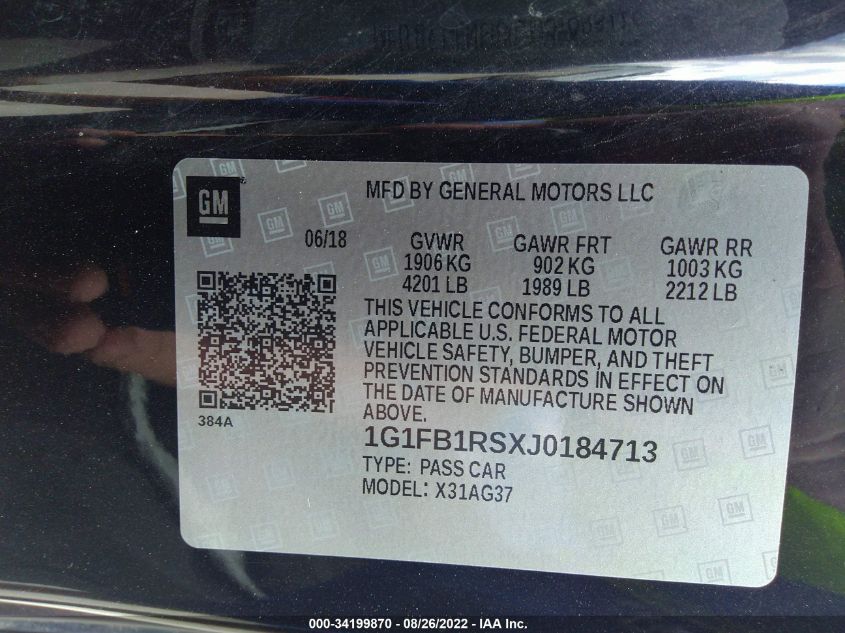 GM
MFD BY GENERAL MOTORS LLC
06/18
GVWR GAWR FRT GAWR RR
1906 KG 902 KG 1003 KG
4201 LB 1989 LB 2212 LB
THIS VEHICLE CONFORMS TO ALL
APPLICABLE U.S. FEDERAL MOTOR
VEHICLE SAFETY, BUMPER, AND THEFT
PREVENTION STANDARDS IN EFFECT ON
THE DATE OF MANUFACTURE SHOWN
ABOVE.
384A
1G1FB1RSXJ0184713
TYPE: PASS CAR
MODEL: X31AG37
000-34199870 - 08/26/2022 - IAA Inc.